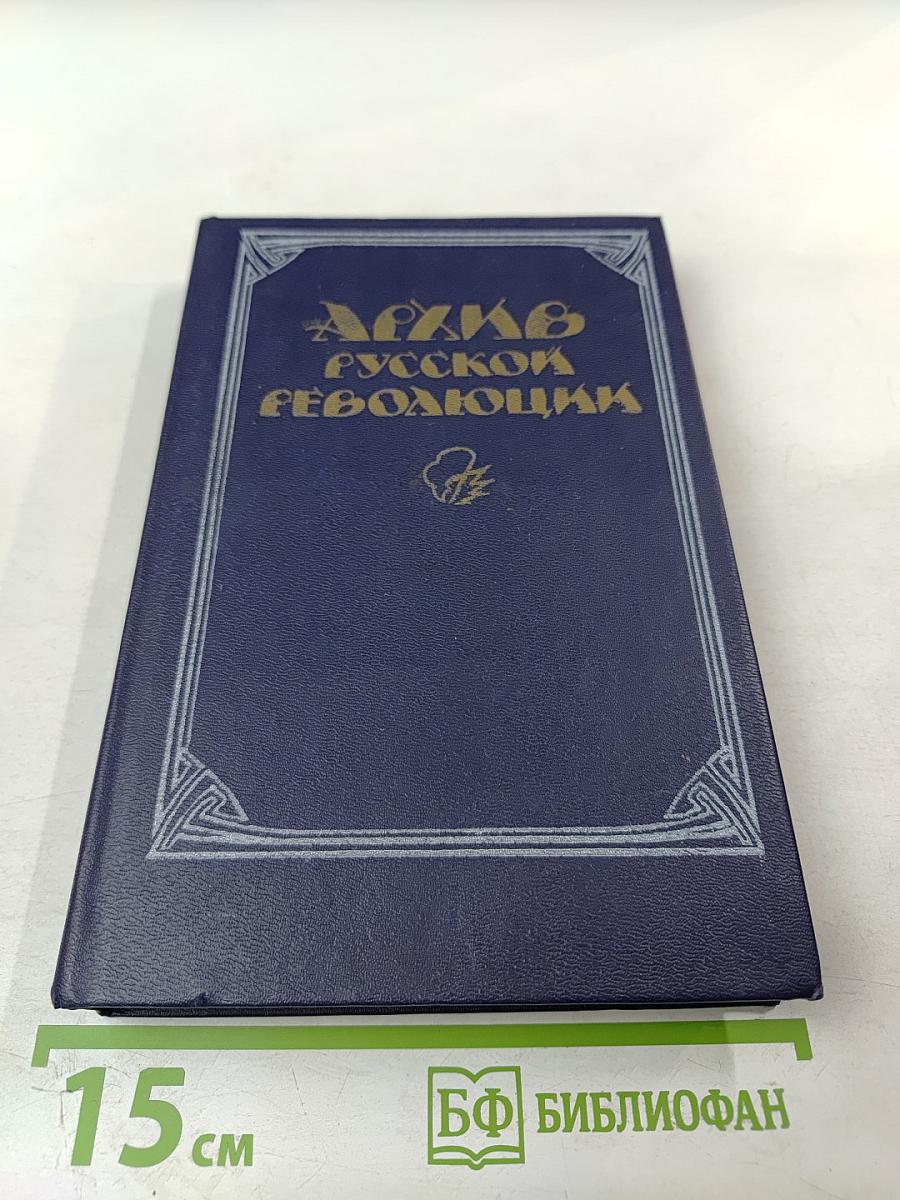 АРХИВ
РУССКОЙ
РЕВОЛЮЦИИ
15 см
БФ БИБЛИОФАН